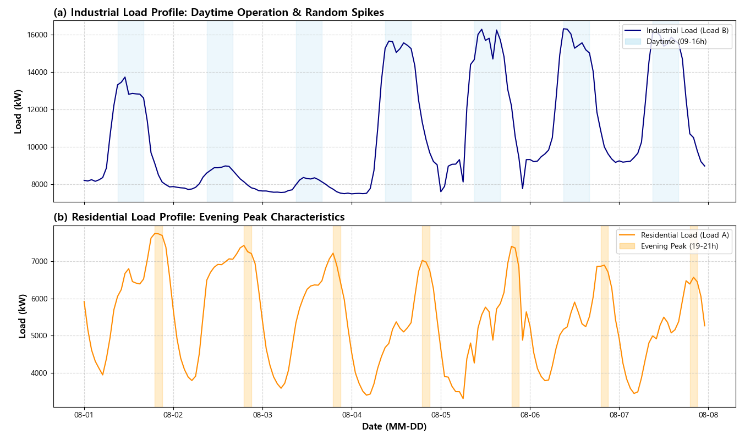 (a) Industrial Load Profile: Daytime Operation & Random Spikes
Load (kW)
16000
14000
12000
10000
8000
Industrial Load (Load B)
Daytime (09-16h)
(b) Residential Load Profile: Evening Peak Characteristics
Load (kW)
7000
6000
5000
4000
Residential Load (Load A)
Evening Peak (19-21h)
08-01 08-02 08-03 08-04 08-05 08-06 08-07 08-08
Date (MM-DD)